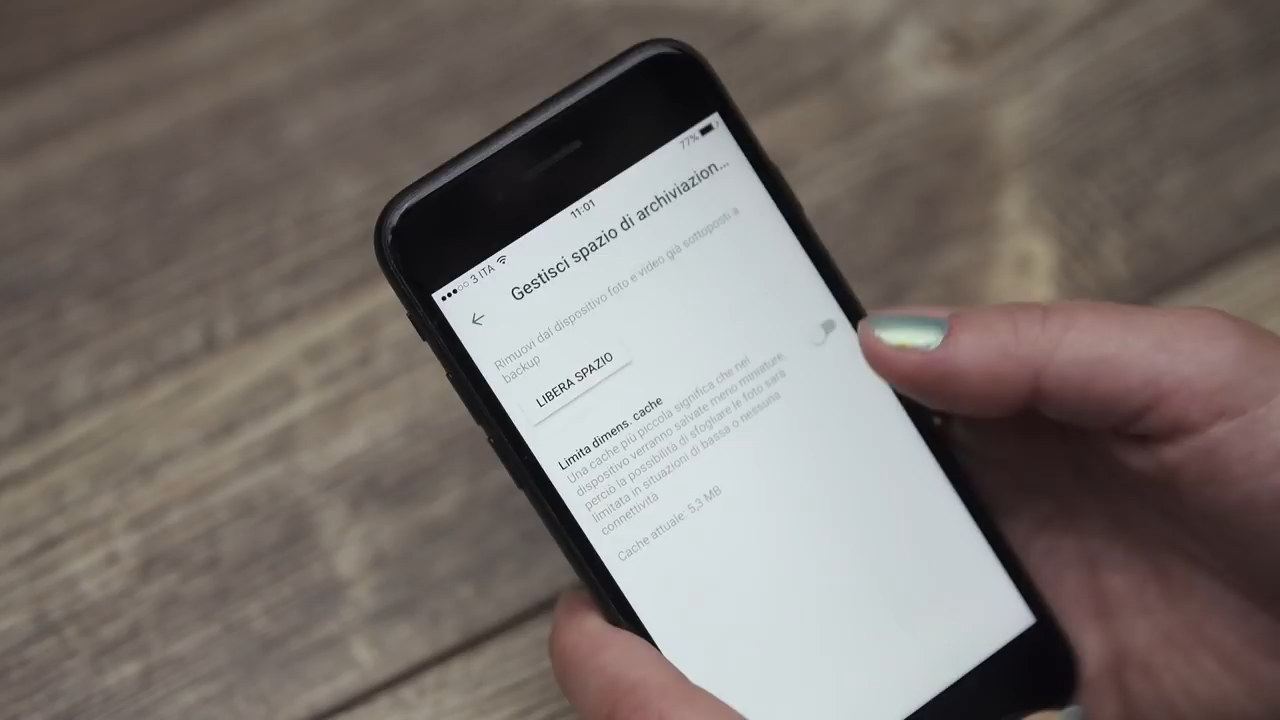 3 ITA
11:01
77%
Gestisci spazio di archiviazion...
Rimuovi dal dispositivo foto e video già sottoposti a
backup
LIBERA SPAZIO
Limita dimens. cache
Una cache più piccola significa che nel
dispositivo verranno salvate meno miniature,
perciò la possibilità di sfogliare le foto sarà
limitata in situazioni di bassa o nessuna
connettività
Cache attuale: 5,3 MB